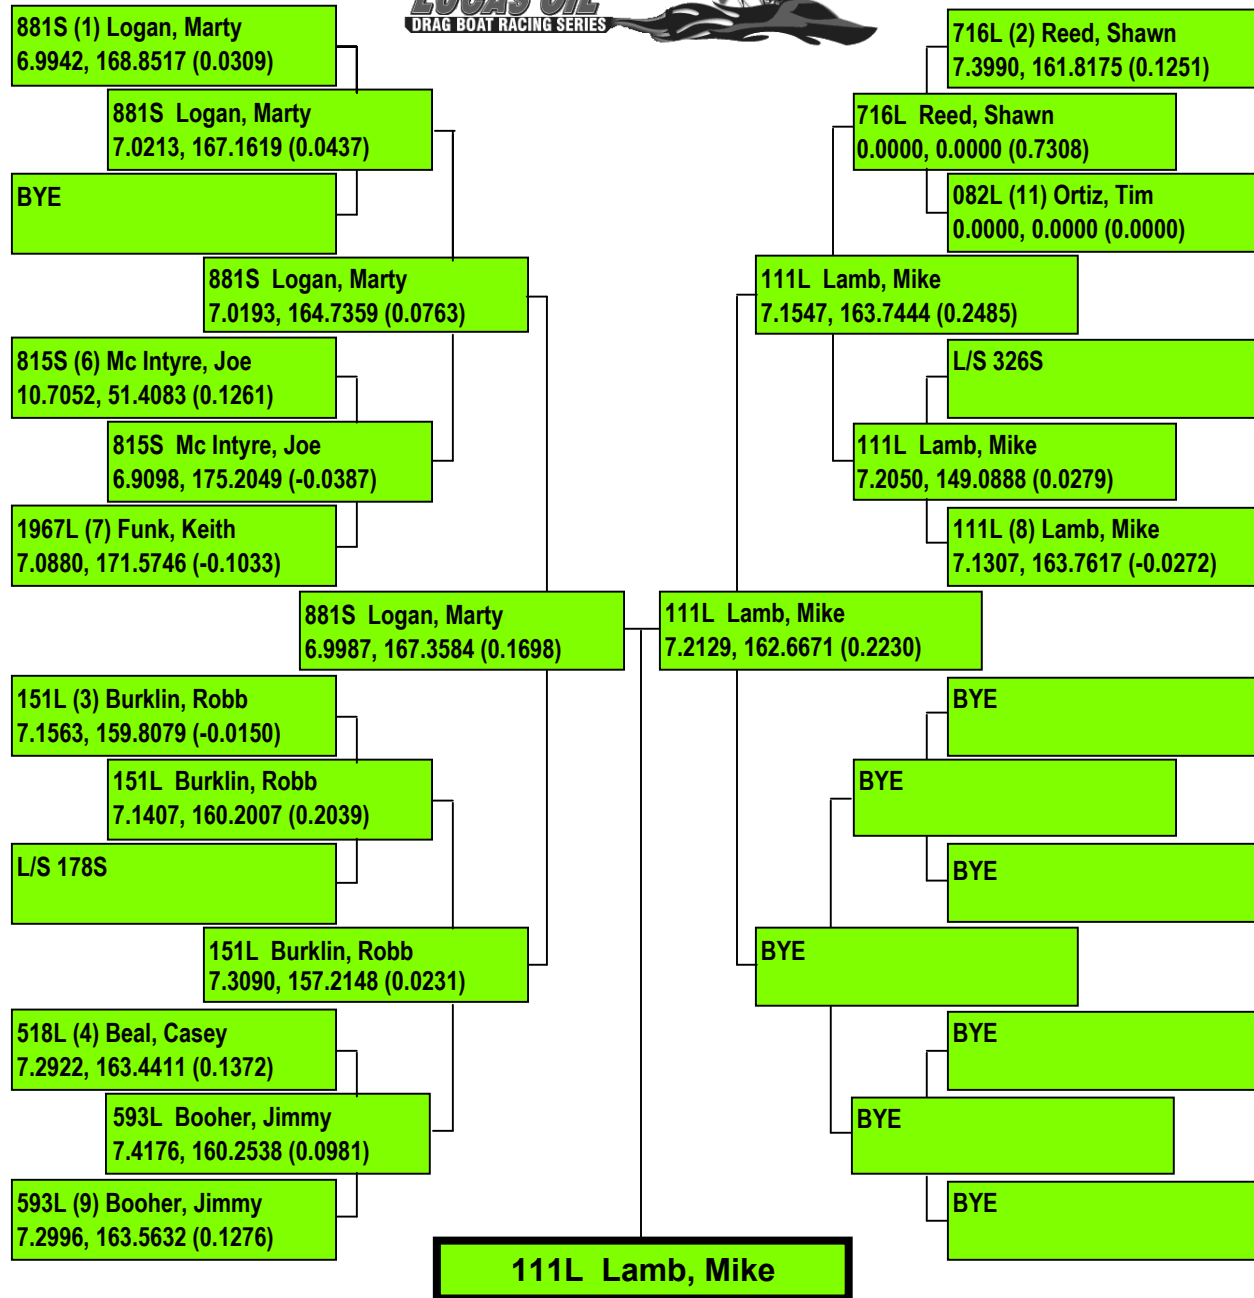 LUCAS OIL
DRAG BOAT RACING SERIES
881S (1) Logan, Marty
6.9942, 168.8517 (0.0309)
881S  Logan, Marty
7.0213, 167.1619 (0.0437)
BYE
881S  Logan, Marty
7.0193, 164.7359 (0.0763)
815S (6) Mc Intyre, Joe
10.7052, 51.4083 (0.1261)
815S  Mc Intyre, Joe
6.9098, 175.2049 (-0.0387)
1967L (7) Funk, Keith
7.0880, 171.5746 (-0.1033)
881S  Logan, Marty
6.9987, 167.3584 (0.1698)
151L (3) Burklin, Robb
7.1563, 159.8079 (-0.0150)
151L  Burklin, Robb
7.1407, 160.2007 (0.2039)
L/S 178S
151L  Burklin, Robb
7.3090, 157.2148 (0.0231)
518L (4) Beal, Casey
7.2922, 163.4411 (0.1372)
593L  Booher, Jimmy
7.4176, 160.2538 (0.0981)
593L (9) Booher, Jimmy
7.2996, 163.5632 (0.1276)
716L (2) Reed, Shawn
7.3990, 161.8175 (0.1251)
716L  Reed, Shawn
0.0000, 0.0000 (0.7308)
082L (11) Ortiz, Tim
0.0000, 0.0000 (0.0000)
111L  Lamb, Mike
7.1547, 163.7444 (0.2485)
L/S 326S
111L  Lamb, Mike
7.2050, 149.0888 (0.0279)
111L (8) Lamb, Mike
7.1307, 163.7617 (-0.0272)
111L  Lamb, Mike
7.2129, 162.6671 (0.2230)
BYE
BYE
BYE
BYE
BYE
BYE
BYE
111L  Lamb, Mike